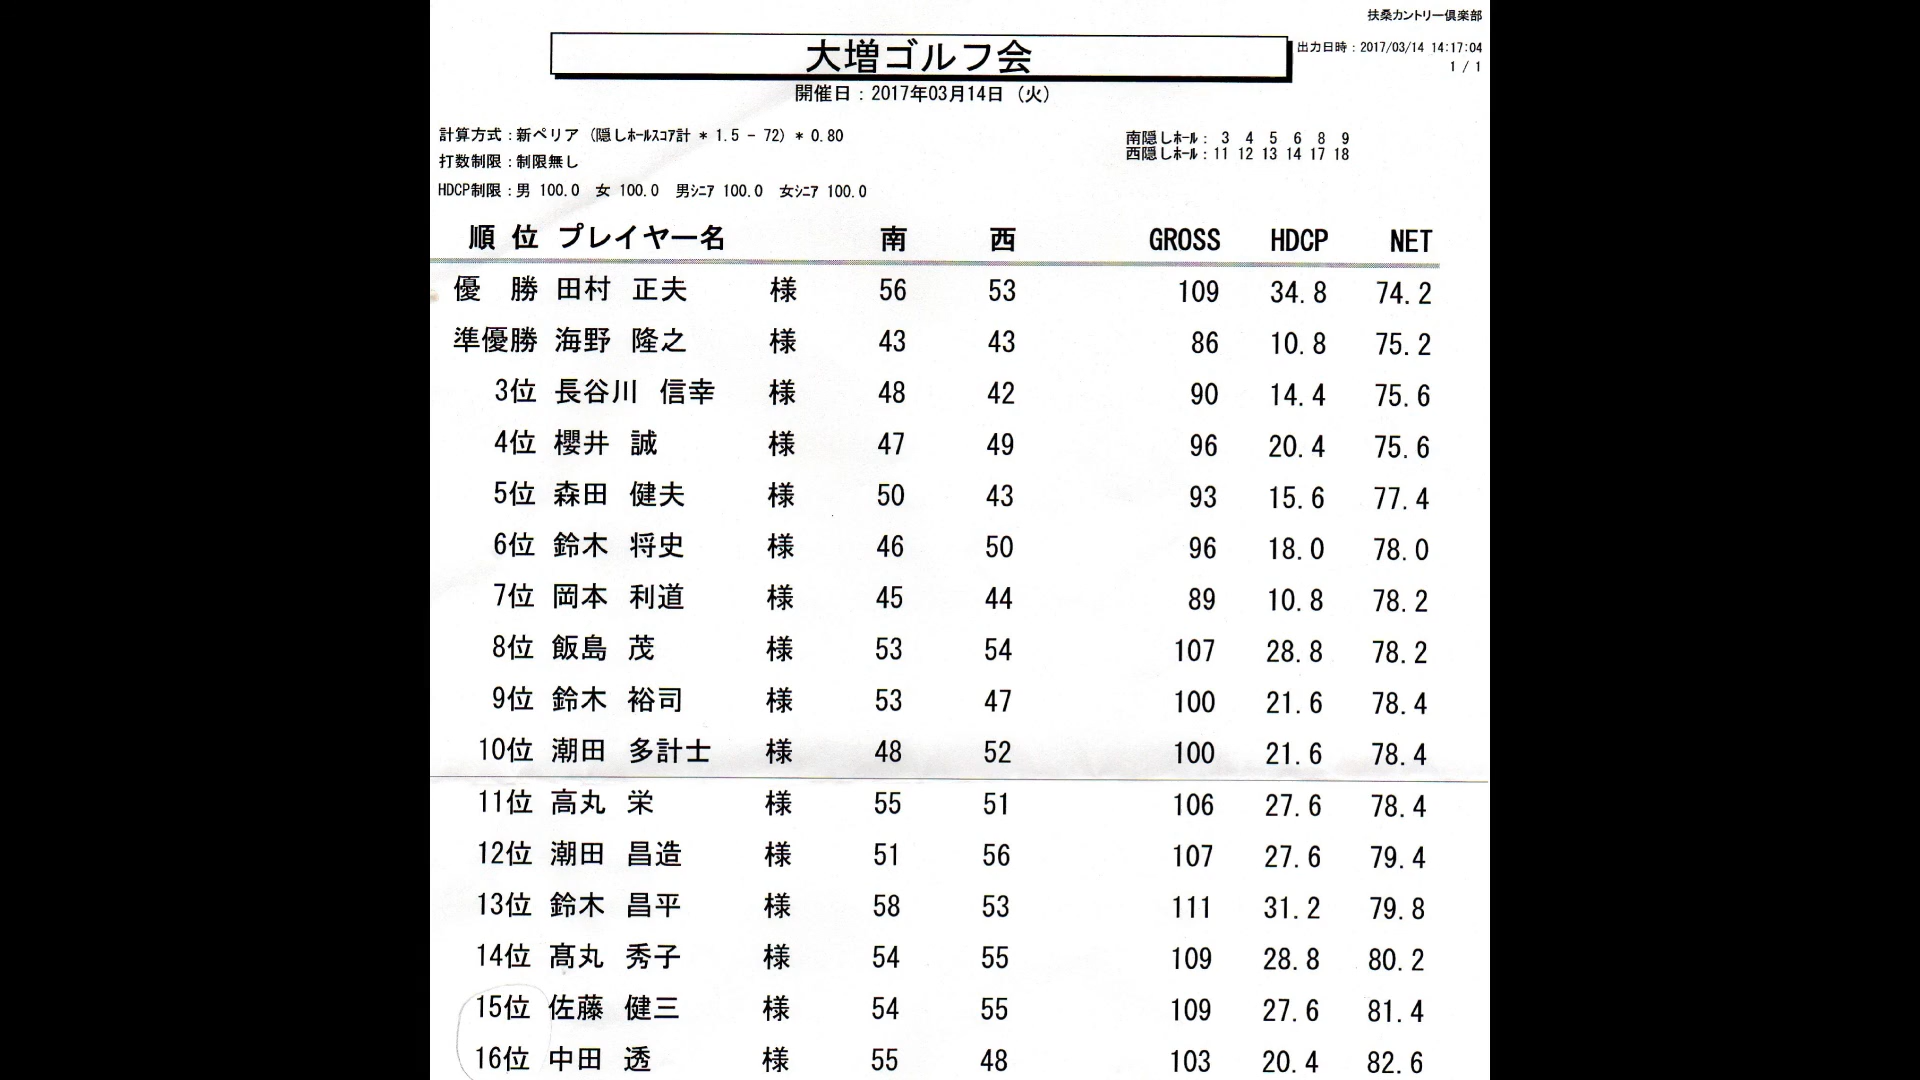 扶桑カントリー倶楽部
大増ゴルフ会
出力日時：2017/03/14 14:17:04
1 / 1
開催日：2017年03月14日（火）
計算方式：新ペリア（隠しﾎｰﾙｽｺｱ計 * 1.5 - 72）* 0.80
南隠しﾎｰﾙ： 3 4 5 6 8 9
西隠しﾎｰﾙ：11 12 13 14 17 18
打数制限：制限無し
HDCP制限：男 100.0 女 100.0 男ｼﾆｱ 100.0 女ｼﾆｱ 100.0
順 位 プレイヤー名 南 西 GROSS HDCP NET
優 勝 田村 正夫 様 56 53 109 34.8 74.2
準優勝 海野 隆之 様 43 43 86 10.8 75.2
3位 長谷川 信幸 様 48 42 90 14.4 75.6
4位 櫻井 誠 様 47 49 96 20.4 75.6
5位 森田 健夫 様 50 43 93 15.6 77.4
6位 鈴木 将史 様 46 50 96 18.0 78.0
7位 岡本 利道 様 45 44 89 10.8 78.2
8位 飯島 茂 様 53 54 107 28.8 78.2
9位 鈴木 裕司 様 53 47 100 21.6 78.4
10位 潮田 多計士 様 48 52 100 21.6 78.4
11位 高丸 栄 様 55 51 106 27.6 78.4
12位 潮田 昌造 様 51 56 107 27.6 79.4
13位 鈴木 昌平 様 58 53 111 31.2 79.8
14位 髙丸 秀子 様 54 55 109 28.8 80.2
15位 佐藤 健三 様 54 55 109 27.6 81.4
16位 中田 透 様 55 48 103 20.4 82.6